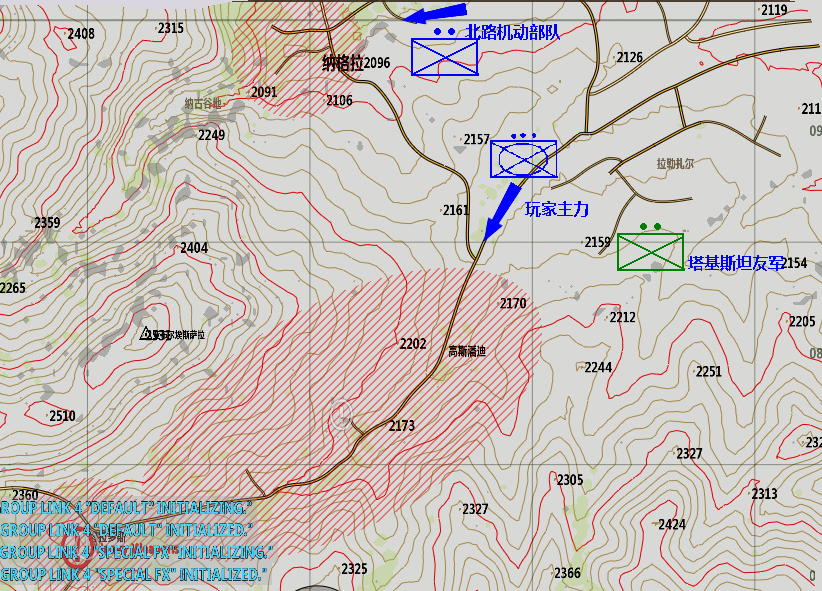 2119
2315
2408
北路机动部队
纳格拉2096
2126
2091
2106
纳古谷地
2249
2157
拉勒扎尔
2161
玩家主力
2359
2404
2159
塔基斯坦友军2154
2265
2170
2212
2205
2202
高斯潘迪
2244
2251
2510
2173
2327
2305
2360
2327
2313
2424
ROUP LINK 4 "DEFAULT" INITIALIZING."
GROUP LINK 4 "DEFAULT" INITIALIZED."
GROUP LINK 4 "SPECIAL FX" INITIALIZING."
GROUP LINK 4 "SPECIAL FX" INITIALIZED."
2325
2366